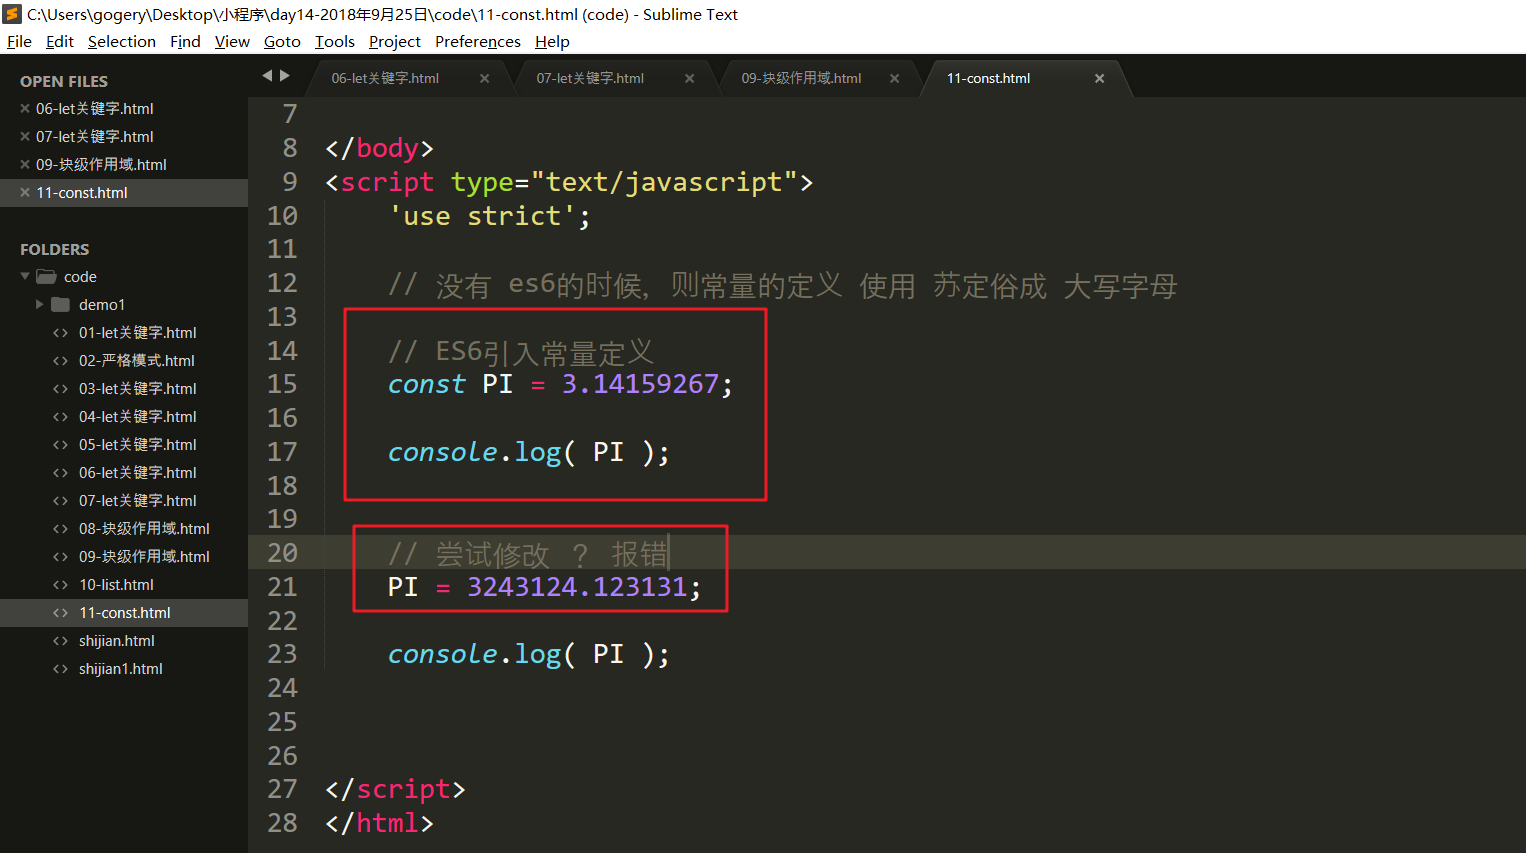 C:\Users\gogery\Desktop\小程序\day14-2018年9月25日\code\11-const.html (code) - Sublime Text
File Edit Selection Find View Goto Tools Project Preferences Help
OPEN FILES
06-let关键字.html
07-let关键字.html
09-块级作用域.html
11-const.html
FOLDERS
code
demo1
01-let关键字.html
02-严格模式.html
03-let关键字.html
04-let关键字.html
05-let关键字.html
06-let关键字.html
07-let关键字.html
08-块级作用域.html
09-块级作用域.html
10-list.html
11-const.html
shijian.html
shijian1.html
06-let关键字.html 07-let关键字.html 09-块级作用域.html 11-const.html
7
8 </body>
9 <script type="text/javascript">
10 'use strict';
11
12 // 没有 es6的时候, 则常量的定义 使用 苏定俗成 大写字母
13
14 // ES6引入常量定义
15 const PI = 3.14159267;
16
17 console.log( PI );
18
19
20 // 尝试修改 ? 报错
21 PI = 3243124.123131;
22
23 console.log( PI );
24
25
26
27 </script>
28 </html>